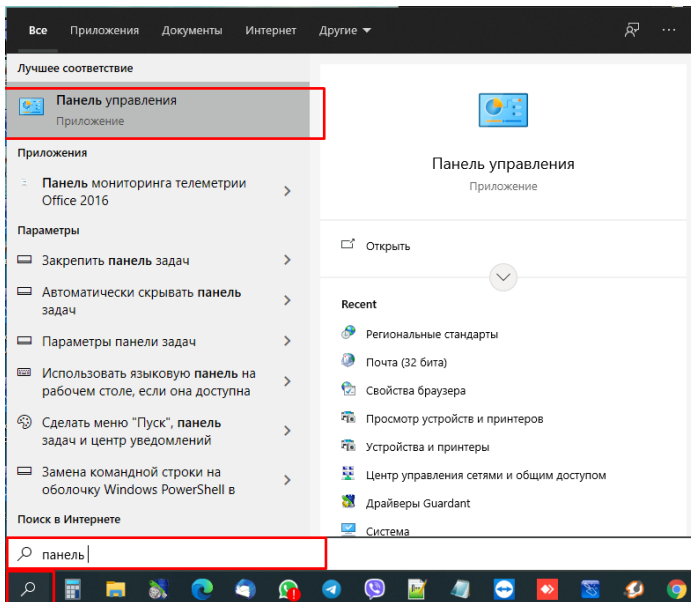 Все Приложения Документы Интернет Другие
Лучшее соответствие
Панель управления
Приложение
Приложения
Панель мониторинга телеметрии
Office 2016
Параметры
Закрепить панель задач
Автоматически скрывать панель
задач
Параметры панели задач
Использовать языковую панель на
рабочем столе, если она доступна
Сделать меню "Пуск", панель
задач и центр уведомлений
Замена командной строки на
оболочку Windows PowerShell в
Поиск в Интернете
панель
Панель управления
Приложение
Открыть
Recent
Региональные стандарты
Почта (32 бита)
Свойства браузера
Просмотр устройств и принтеров
Устройства и принтеры
Центр управления сетями и общим доступом
Драйверы Guardant
Система